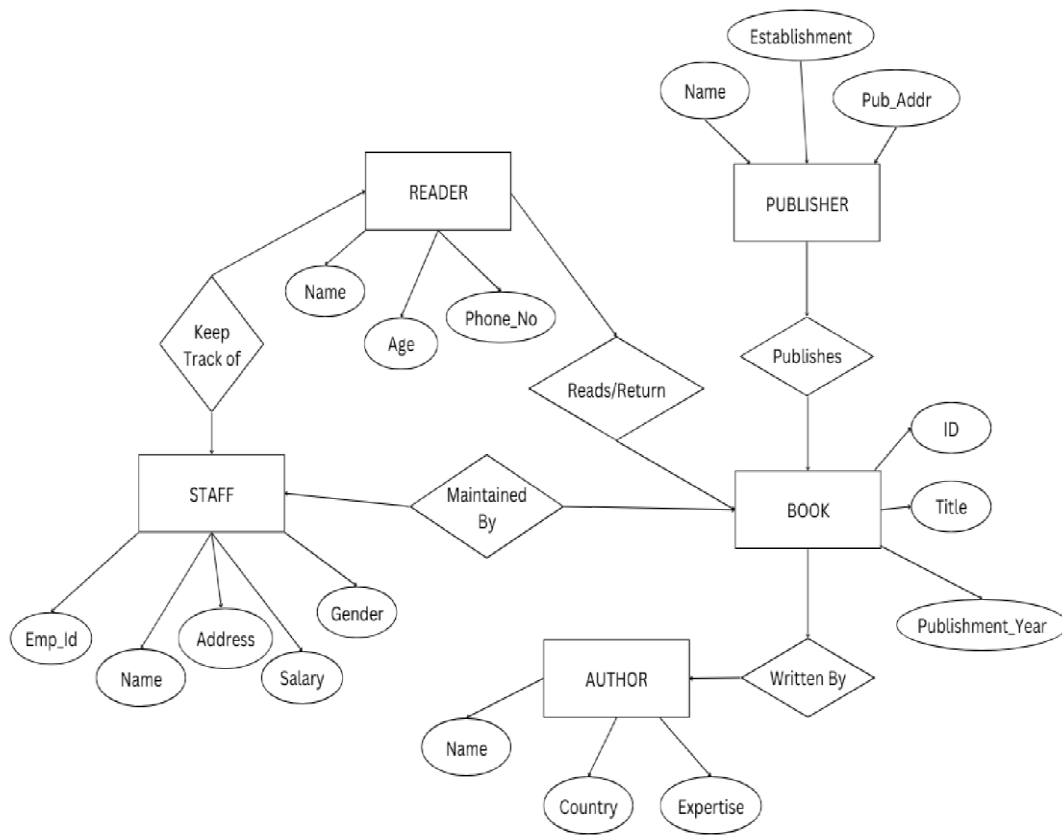 Establishment
Name
Pub_Addr
READER
PUBLISHER
Name
Phone_No
Age
Keep
Track of
Publishes
Reads/Return
ID
STAFF
Maintained
By
BOOK
Title
Gender
Emp_Id
Address
Name
Salary
Publishment_Year
AUTHOR
Written By
Name
Country
Expertise